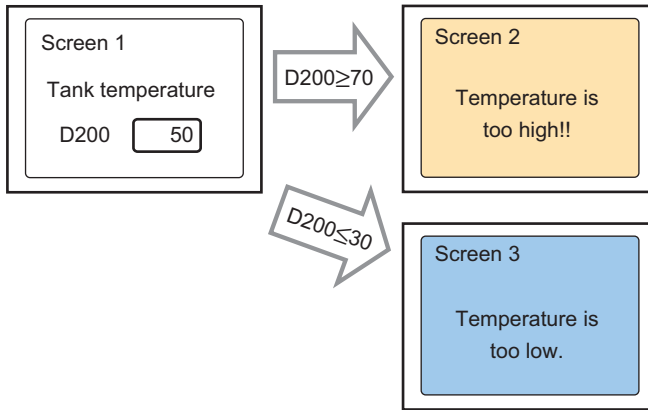 Screen 1
Tank temperature
D200 50
D200≥70
Screen 2
Temperature is
too high!!
D200≤30
Screen 3
Temperature is
too low.